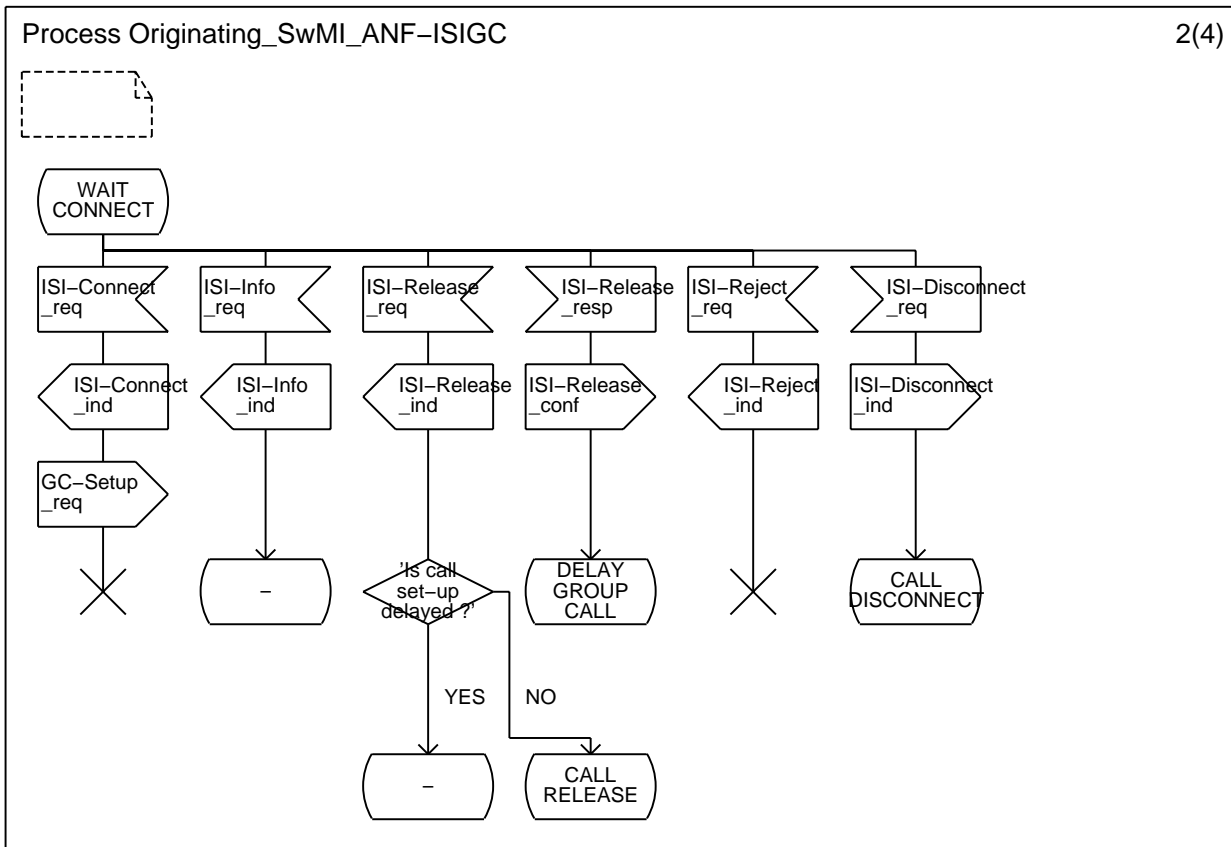 Process Originating_SwMI_ANF−ISIGC
2(4)
WAIT
CONNECT
ISI−Connect
_req
ISI−Info
_req
ISI−Release
_req
ISI−Release
_resp
ISI−Reject
_req
ISI−Disconnect
_req
ISI−Connect
_ind
ISI−Info
_ind
ISI−Release
_ind
ISI−Release
_conf
ISI−Reject
_ind
ISI−Disconnect
_ind
GC−Setup
_req
−
'Is call
set−up
delayed ?'
DELAY
GROUP
CALL
CALL
DISCONNECT
YES
NO
−
CALL
RELEASE